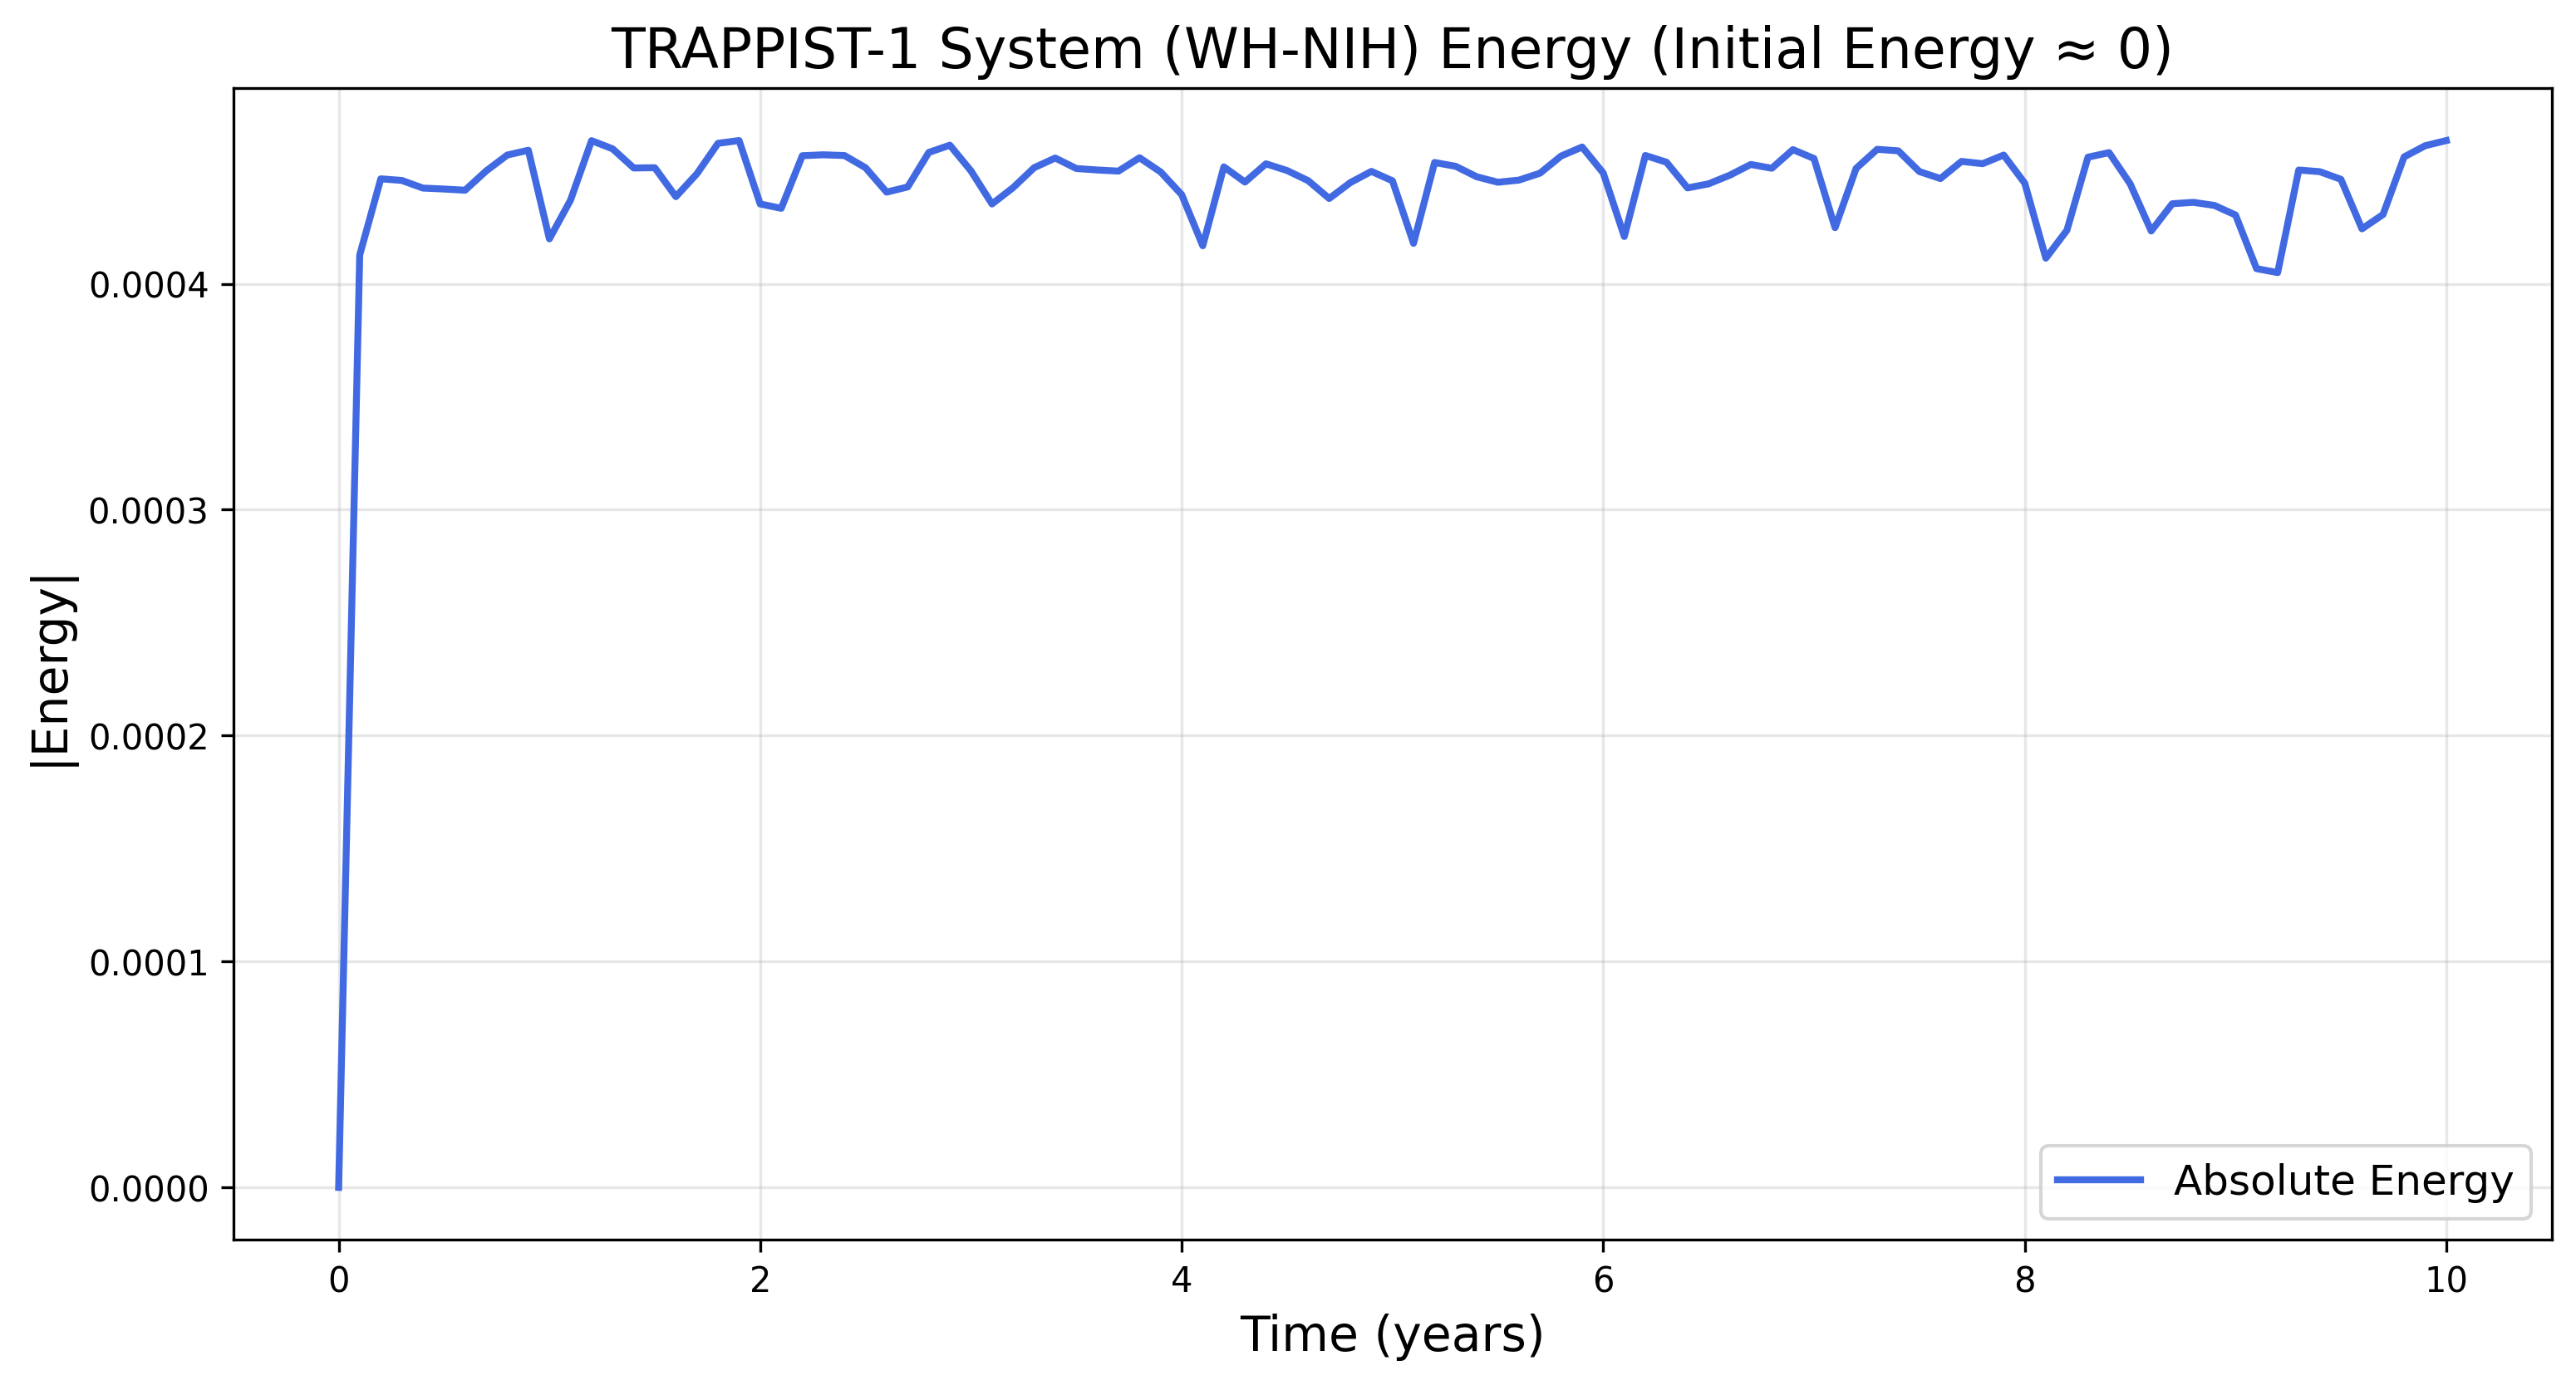 TRAPPIST-1 System (WH-NIH) Energy (Initial Energy ≈ 0)
|Energy|
0.0004
0.0003
0.0002
0.0001
0.0000
Absolute Energy
0 2 4 6 8 10
Time (years)